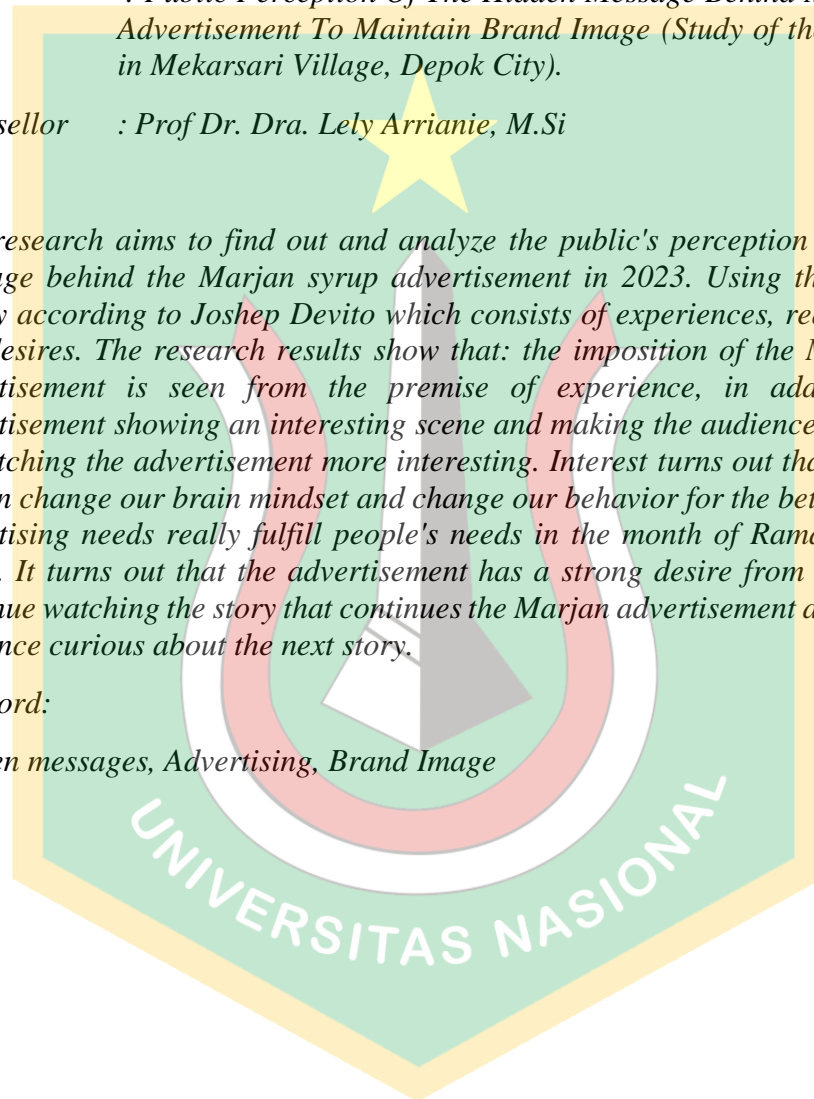 : Public Perception Of The Hidden Message Behind
Advertisement To Maintain Brand Image (Study of the
in Mekarsari Village, Depok City).
sellor : Prof Dr. Dra. Lely Arrianie, M.Si
research aims to find out and analyze the public's perception
ge behind the Marjan syrup advertisement in 2023. Using th
y according to Joshep Devito which consists of experiences, re
esires. The research results show that: the imposition of the
tisement is seen from the premise of experience, in add
tisement showing an interesting scene and making the audience
tching the advertisement more interesting. Interest turns out tha
n change our brain mindset and change our behavior for the bet
tising needs really fulfill people's needs in the month of Rama
. It turns out that the advertisement has a strong desire from
nue watching the story that continues the Marjan advertisement a
nce curious about the next story.
ord:
en messages, Advertising, Brand Image
UNIVERSITAS NASIONAL